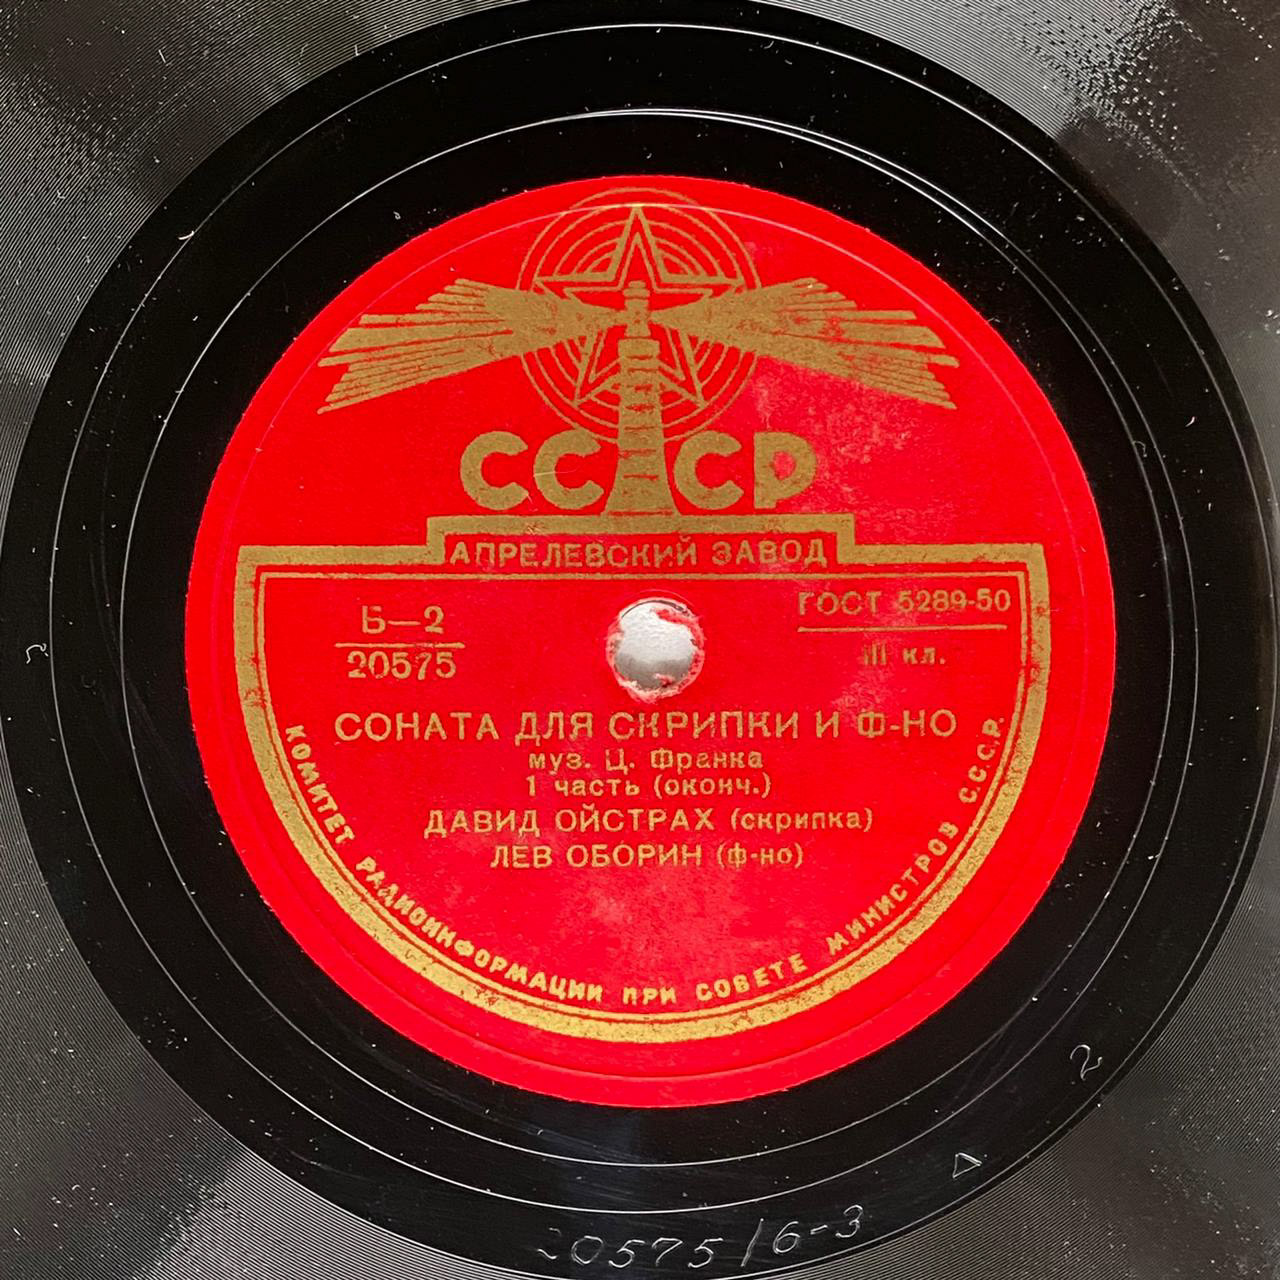 СССР
АПРЕЛЕВСКИЙ ЗАВОД
Б—2
20575
ГОСТ 5289-50
III кл.
СОНАТА ДЛЯ СКРИПКИ И Ф-НО
муз. Ц. Франка
1 часть (оконч.)
ДАВИД ОЙСТРАХ (скрипка)
ЛЕВ ОБОРИН (ф-но)
КОМИТЕТ РАДИОИНФОРМАЦИИ ПРИ СОВЕТЕ МИНИСТРОВ С.С.С.Р.
2
20575/6-3